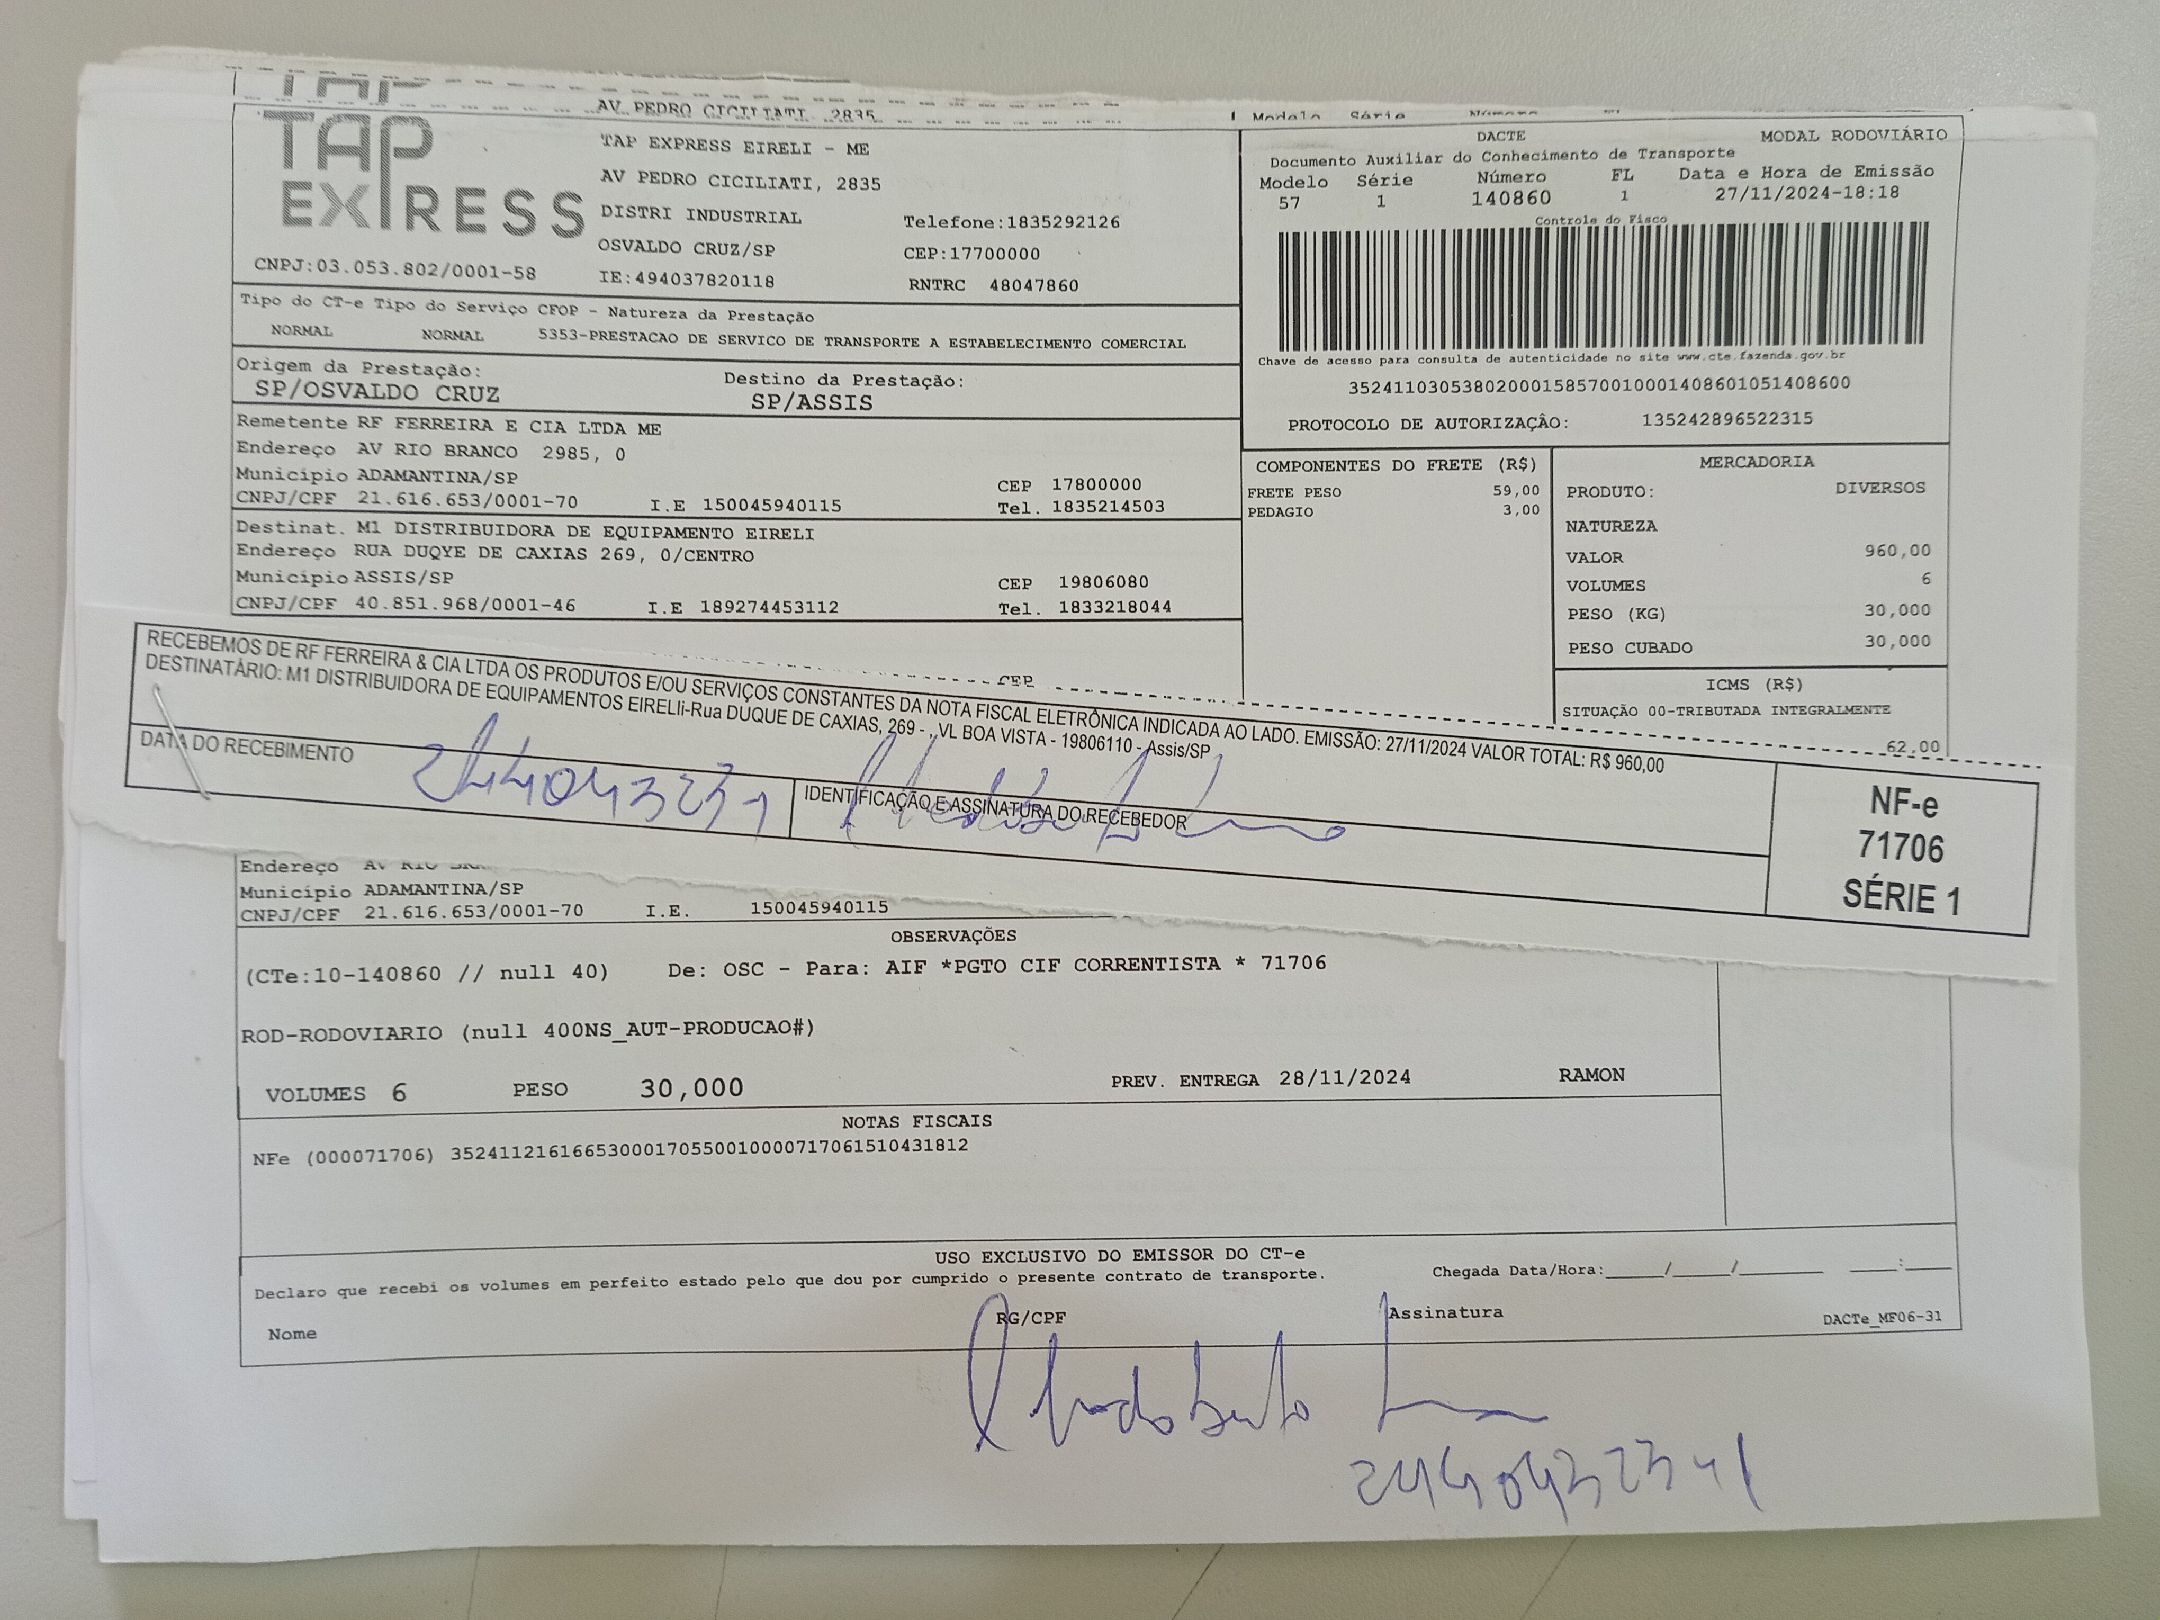 AV PEDRO CICILIATI, 2835
Modelo Série Número
TAP EXPRESS
TAP EXPRESS EIRELI - ME
AV PEDRO CICILIATI, 2835
DISTRI INDUSTRIAL Telefone:1835292126
OSVALDO CRUZ/SP CEP:17700000
CNPJ:03.053.802/0001-58 IE:494037820118 RNTRC 48047860
DACTE MODAL RODOVIÁRIO
Documento Auxiliar do Conhecimento de Transporte
Modelo Série Número FL Data e Hora de Emissão
57 1 140860 1 27/11/2024-18:18
Controle do Fisco
Chave de acesso para consulta de autenticidade no site www.cte.fazenda.gov.br
35241103053802000158570010001408601051408600
PROTOCOLO DE AUTORIZAÇÂO: 135242896522315
Tipo do CT-e Tipo do Serviço CFOP - Natureza da Prestação
NORMAL NORMAL 5353-PRESTACAO DE SERVICO DE TRANSPORTE A ESTABELECIMENTO COMERCIAL
Origem da Prestação: Destino da Prestação:
SP/OSVALDO CRUZ SP/ASSIS
Remetente RF FERREIRA E CIA LTDA ME
Endereço AV RIO BRANCO 2985, 0
Município ADAMANTINA/SP CEP 17800000
CNPJ/CPF 21.616.653/0001-70 I.E 150045940115 Tel. 1835214503
Destinat. M1 DISTRIBUIDORA DE EQUIPAMENTO EIRELI
Endereço RUA DUQYE DE CAXIAS 269, 0/CENTRO
Município ASSIS/SP CEP 19806080
CNPJ/CPF 40.851.968/0001-46 I.E 189274453112 Tel. 1833218044
COMPONENTES DO FRETE (R$)
FRETE PESO 59,00
PEDAGIO 3,00
MERCADORIA
PRODUTO: DIVERSOS
NATUREZA
VALOR 960,00
VOLUMES 6
PESO (KG) 30,000
PESO CUBADO 30,000
ICMS (R$)
SITUAÇÃO 00-TRIBUTADA INTEGRALMENTE
62,00
CEP
RECEBEMOS DE RF FERREIRA & CIA LTDA OS PRODUTOS E/OU SERVIÇOS CONSTANTES DA NOTA FISCAL ELETRÔNICA INDICADA AO LADO. EMISSÃO: 27/11/2024 VALOR TOTAL: R$ 960,00
DESTINATÁRIO: M1 DISTRIBUIDORA DE EQUIPAMENTOS EIRELIi-Rua DUQUE DE CAXIAS, 269 - , VL BOA VISTA - 19806110 - Assis/SP
DATA DO RECEBIMENTO
IDENTIFICAÇÃO E ASSINATURA DO RECEBEDOR
NF-e
71706
SÉRIE 1
Endereço AV RIO
Município ADAMANTINA/SP
CNPJ/CPF 21.616.653/0001-70 I.E. 150045940115
OBSERVAÇÕES
(CTe:10-140860 // null 40) De: OSC - Para: AIF *PGTO CIF CORRENTISTA * 71706
ROD-RODOVIARIO (null 400NS_AUT-PRODUCAO#)
VOLUMES 6 PESO 30,000 PREV. ENTREGA 28/11/2024 RAMON
NOTAS FISCAIS
NFe (000071706) 35241121616653000170550010000717061510431812
USO EXCLUSIVO DO EMISSOR DO CT-e
Declaro que recebi os volumes em perfeito estado pelo que dou por cumprido o presente contrato de transporte. Chegada Data/Hora:_____/_____/________ ____:____
Nome RG/CPF Assinatura DACTe_MF06-31